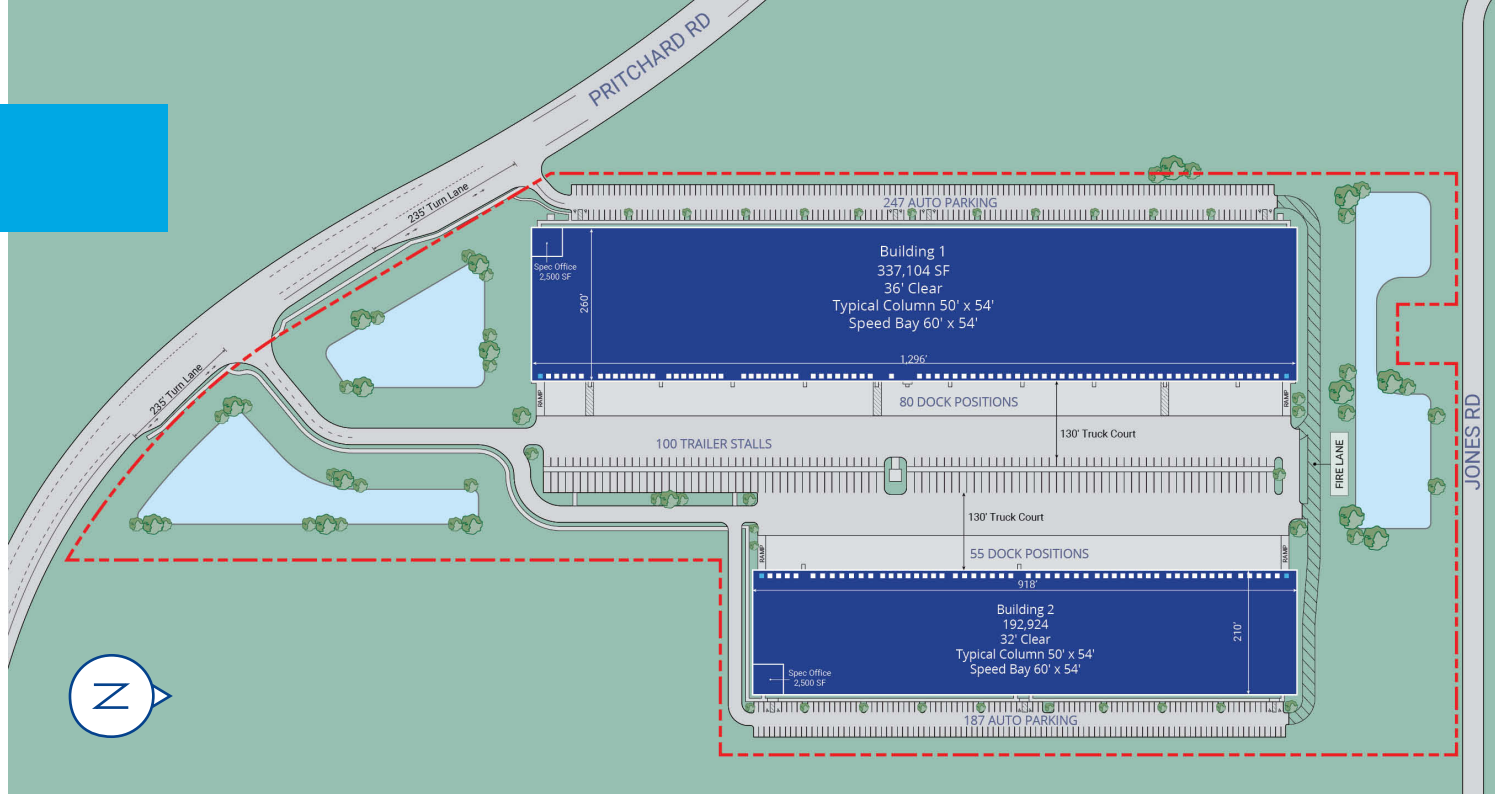 PRITCHARD RD
235' Turn Lane
247 AUTO PARKING
Building 1
337,104 SF
36' Clear
Typical Column 50' x 54'
Speed Bay 60' x 54'
Spec Office
2,500 SF
260'
1,296'
235' Turn Lane
RAMP
80 DOCK POSITIONS
RAMP
130' Truck Court
100 TRAILER STALLS
FIRE LANE
JONES RD
130' Truck Court
RAMP
55 DOCK POSITIONS
RAMP
918'
Building 2
192,924
32' Clear
Typical Column 50' x 54'
Speed Bay 60' x 54'
210'
Spec Office
2,500 SF
187 AUTO PARKING
N